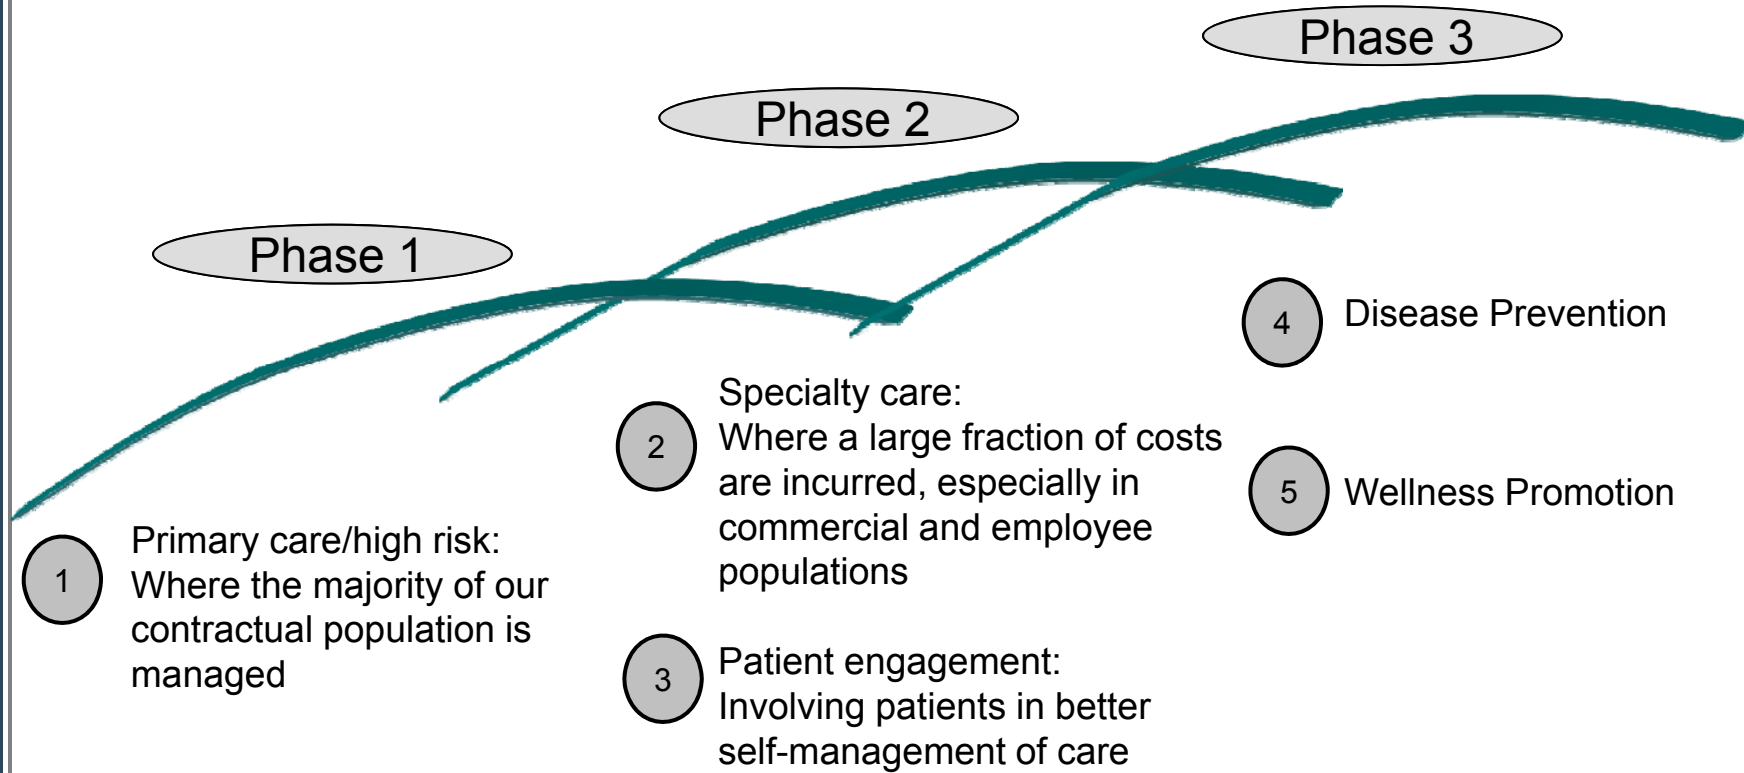 Phase 1
Phase 2
Phase 3
1
Primary care/high risk:
Where the majority of our
contractual population is
managed
2
Specialty care:
Where a large fraction of costs
are incurred, especially in
commercial and employee
populations
3
Patient engagement:
Involving patients in better
self-management of care
4
Disease Prevention
5
Wellness Promotion